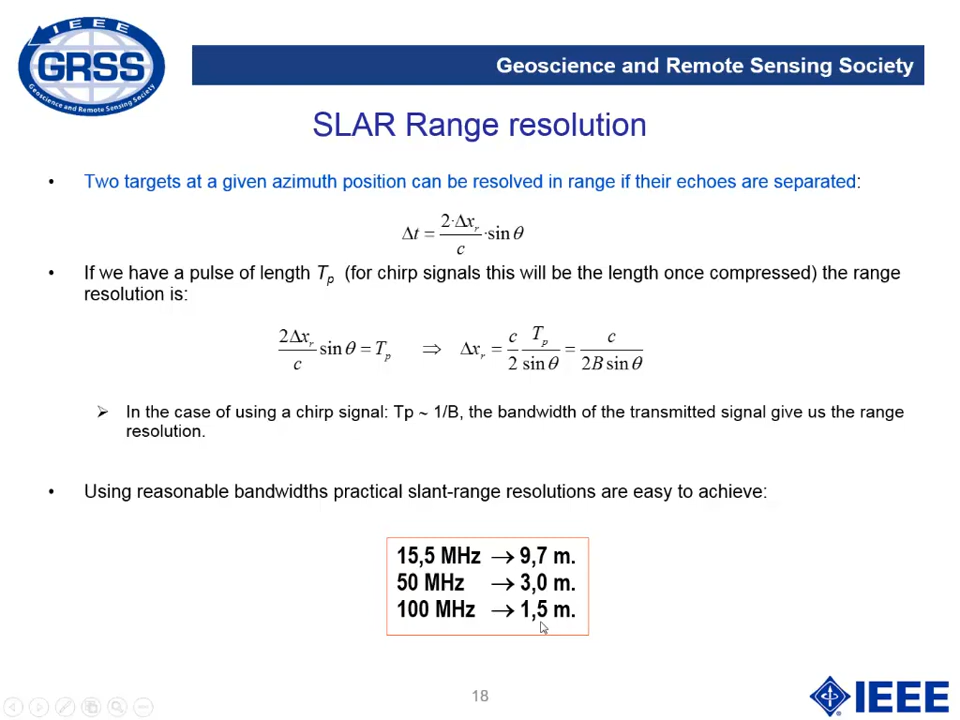 IEEE
GRSS
Geoscience and Remote Sensing Society
Geoscience and Remote Sensing Society
SLAR Range resolution
• Two targets at a given azimuth position can be resolved in range if their echoes are separated:
Δt = 2·Δx_r / c · sin θ
• If we have a pulse of length T_p (for chirp signals this will be the length once compressed) the range
resolution is:
2Δx_r / c sin θ = T_p ⇒ Δx_r = c / 2 T_p / sin θ = c / 2B sin θ
➢ In the case of using a chirp signal: Tp ~ 1/B, the bandwidth of the transmitted signal give us the range
resolution.
• Using reasonable bandwidths practical slant-range resolutions are easy to achieve:
15,5 MHz → 9,7 m.
50 MHz → 3,0 m.
100 MHz → 1,5 m.
18
IEEE